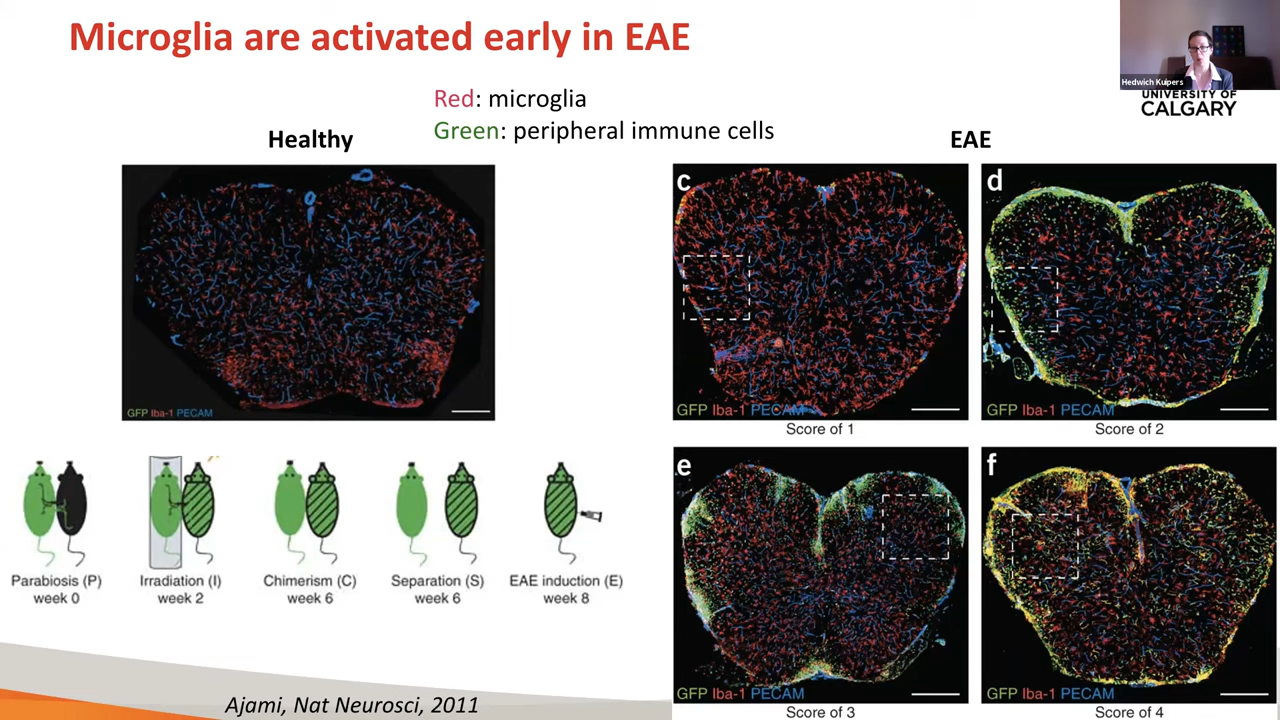 Microglia are activated early in EAE
Hedwich Kuipers
UNIVERSITY OF
CALGARY
Red: microglia
Green: peripheral immune cells
Healthy
EAE
GFP Iba-1 PECAM
c
GFP Iba-1 PECAM
Score of 1
d
GFP Iba-1 PECAM
Score of 2
e
GFP Iba-1 PECAM
Score of 3
f
GFP Iba-1 PECAM
Score of 4
Parabiosis (P)
week 0
Irradiation (I)
week 2
Chimerism (C)
week 6
Separation (S)
week 6
EAE induction (E)
week 8
Ajami, Nat Neurosci, 2011